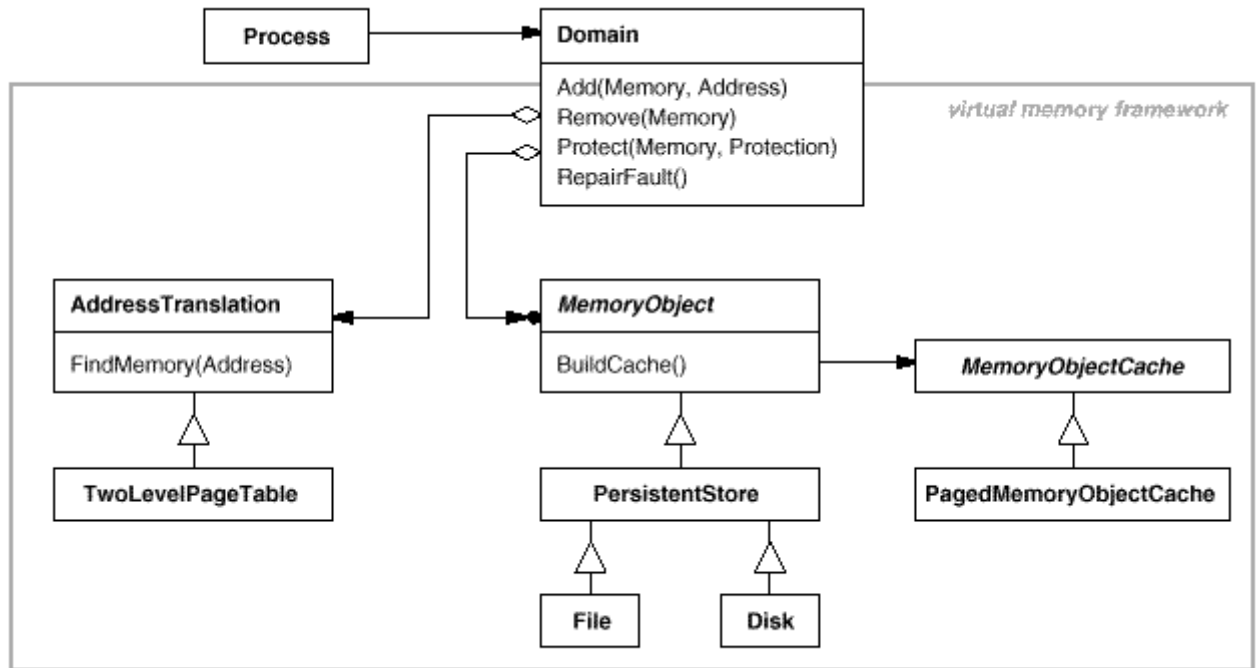 Process
Domain
Add(Memory, Address)
Remove(Memory)
Protect(Memory, Protection)
RepairFault()
virtual memory framework
AddressTranslation
FindMemory(Address)
MemoryObject
BuildCache()
MemoryObjectCache
TwoLevelPageTable
PersistentStore
PagedMemoryObjectCache
File
Disk